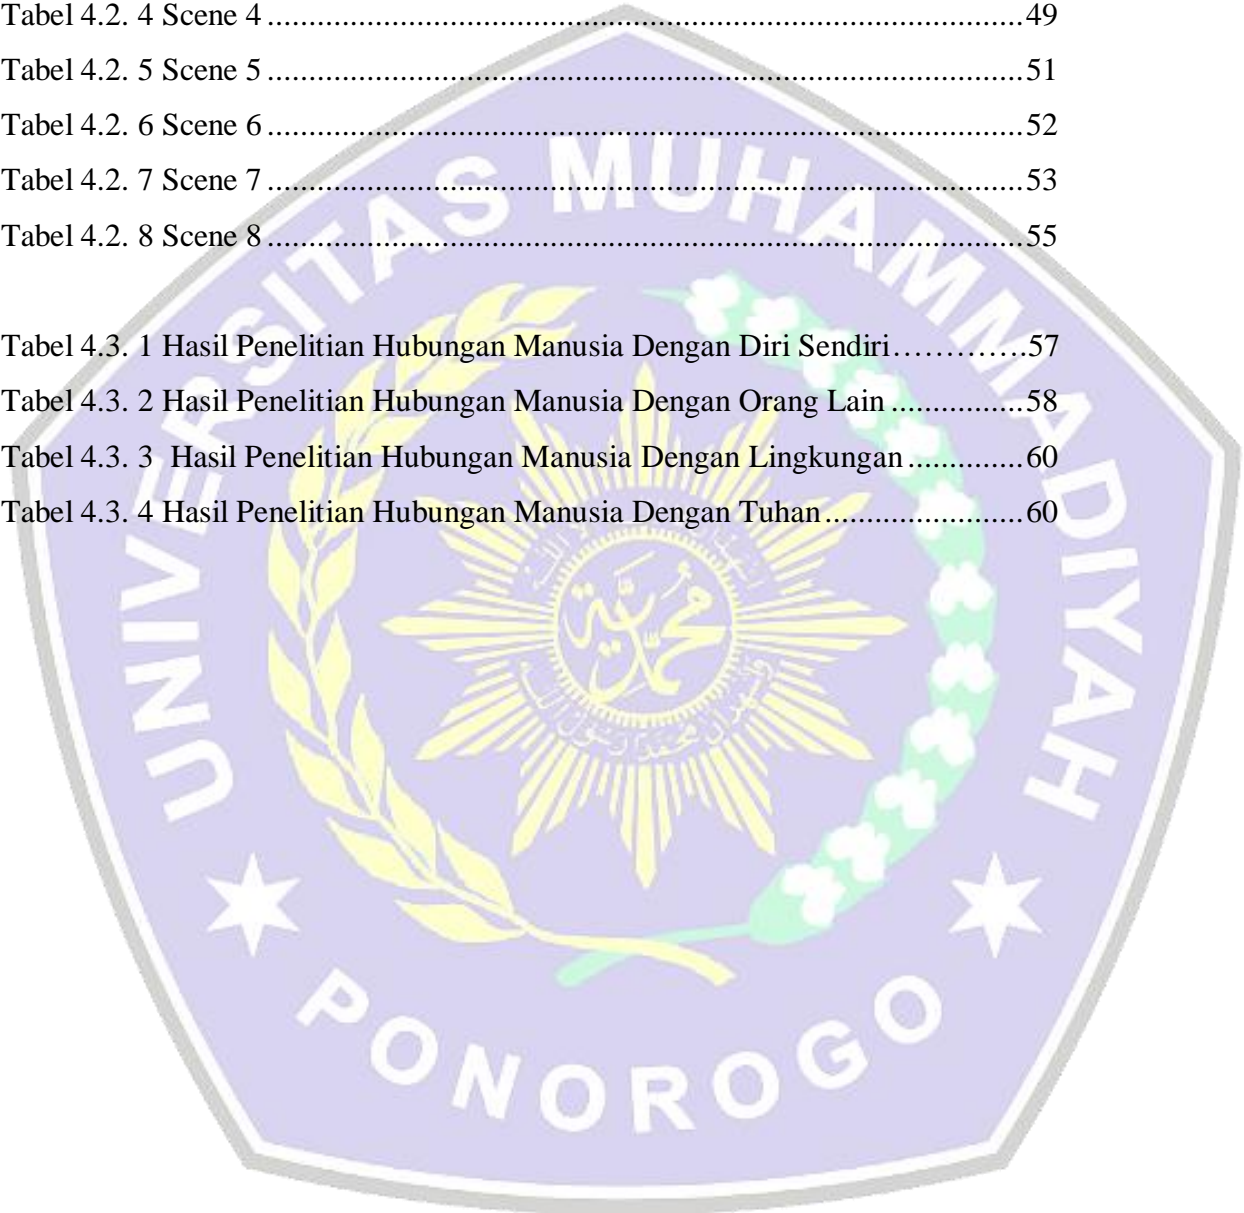 Tabel 4.2. 4 Scene 4 ........................................................................................... 49
Tabel 4.2. 5 Scene 5 ........................................................................................... 51
Tabel 4.2. 6 Scene 6 ........................................................................................... 52
Tabel 4.2. 7 Scene 7 ........................................................................................... 53
Tabel 4.2. 8 Scene 8 ........................................................................................... 55
Tabel 4.3. 1 Hasil Penelitian Hubungan Manusia Dengan Diri Sendiri………….57
Tabel 4.3. 2 Hasil Penelitian Hubungan Manusia Dengan Orang Lain ................ 58
Tabel 4.3. 3  Hasil Penelitian Hubungan Manusia Dengan Lingkungan .............. 60
Tabel 4.3. 4 Hasil Penelitian Hubungan Manusia Dengan Tuhan ........................ 60
UNIVERSITAS MUHAMMADIYAH
PONOROGO
محمدية